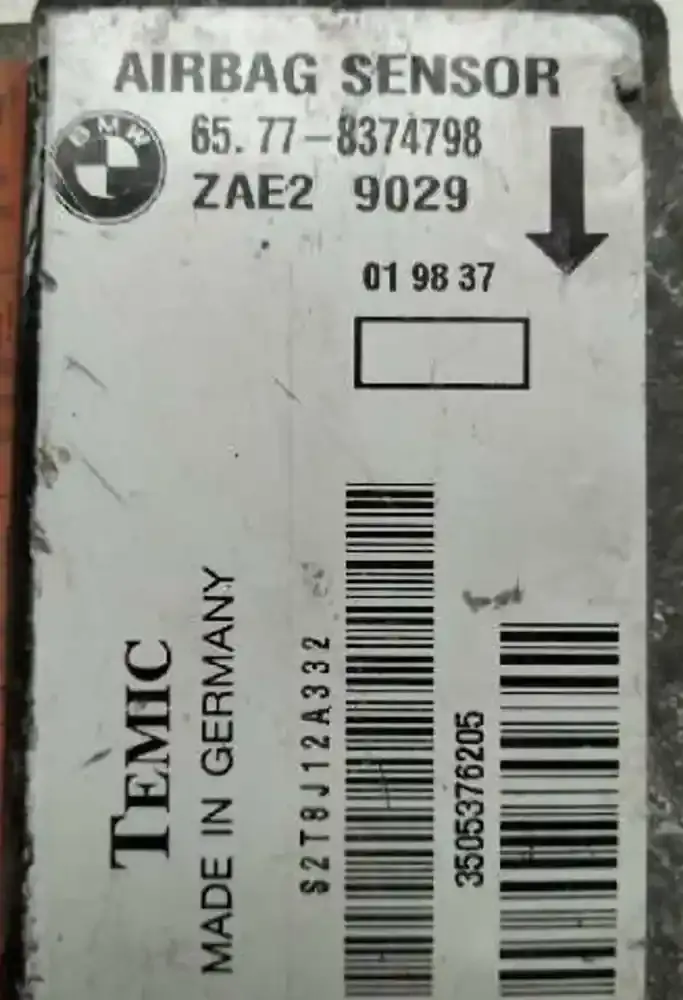 AIRBAG SENSOR
BMW
65.77-8374798
ZAE2 9029
01 98 37
TEMIC
MADE IN GERMANY
S2T8J12A332
3505376205